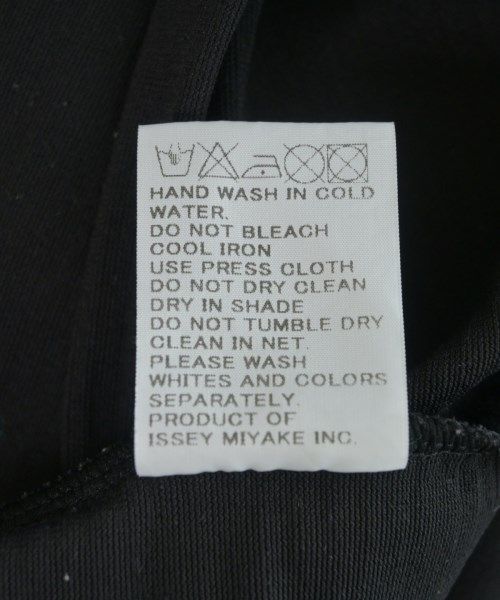 HAND WASH IN COLD
WATER.
DO NOT BLEACH
COOL IRON
USE PRESS CLOTH
DO NOT DRY CLEAN
DRY IN SHADE
DO NOT TUMBLE DRY
CLEAN IN NET.
PLEASE WASH
WHITES AND COLORS
SEPARATELY.
PRODUCT OF
ISSEY MIYAKE INC.